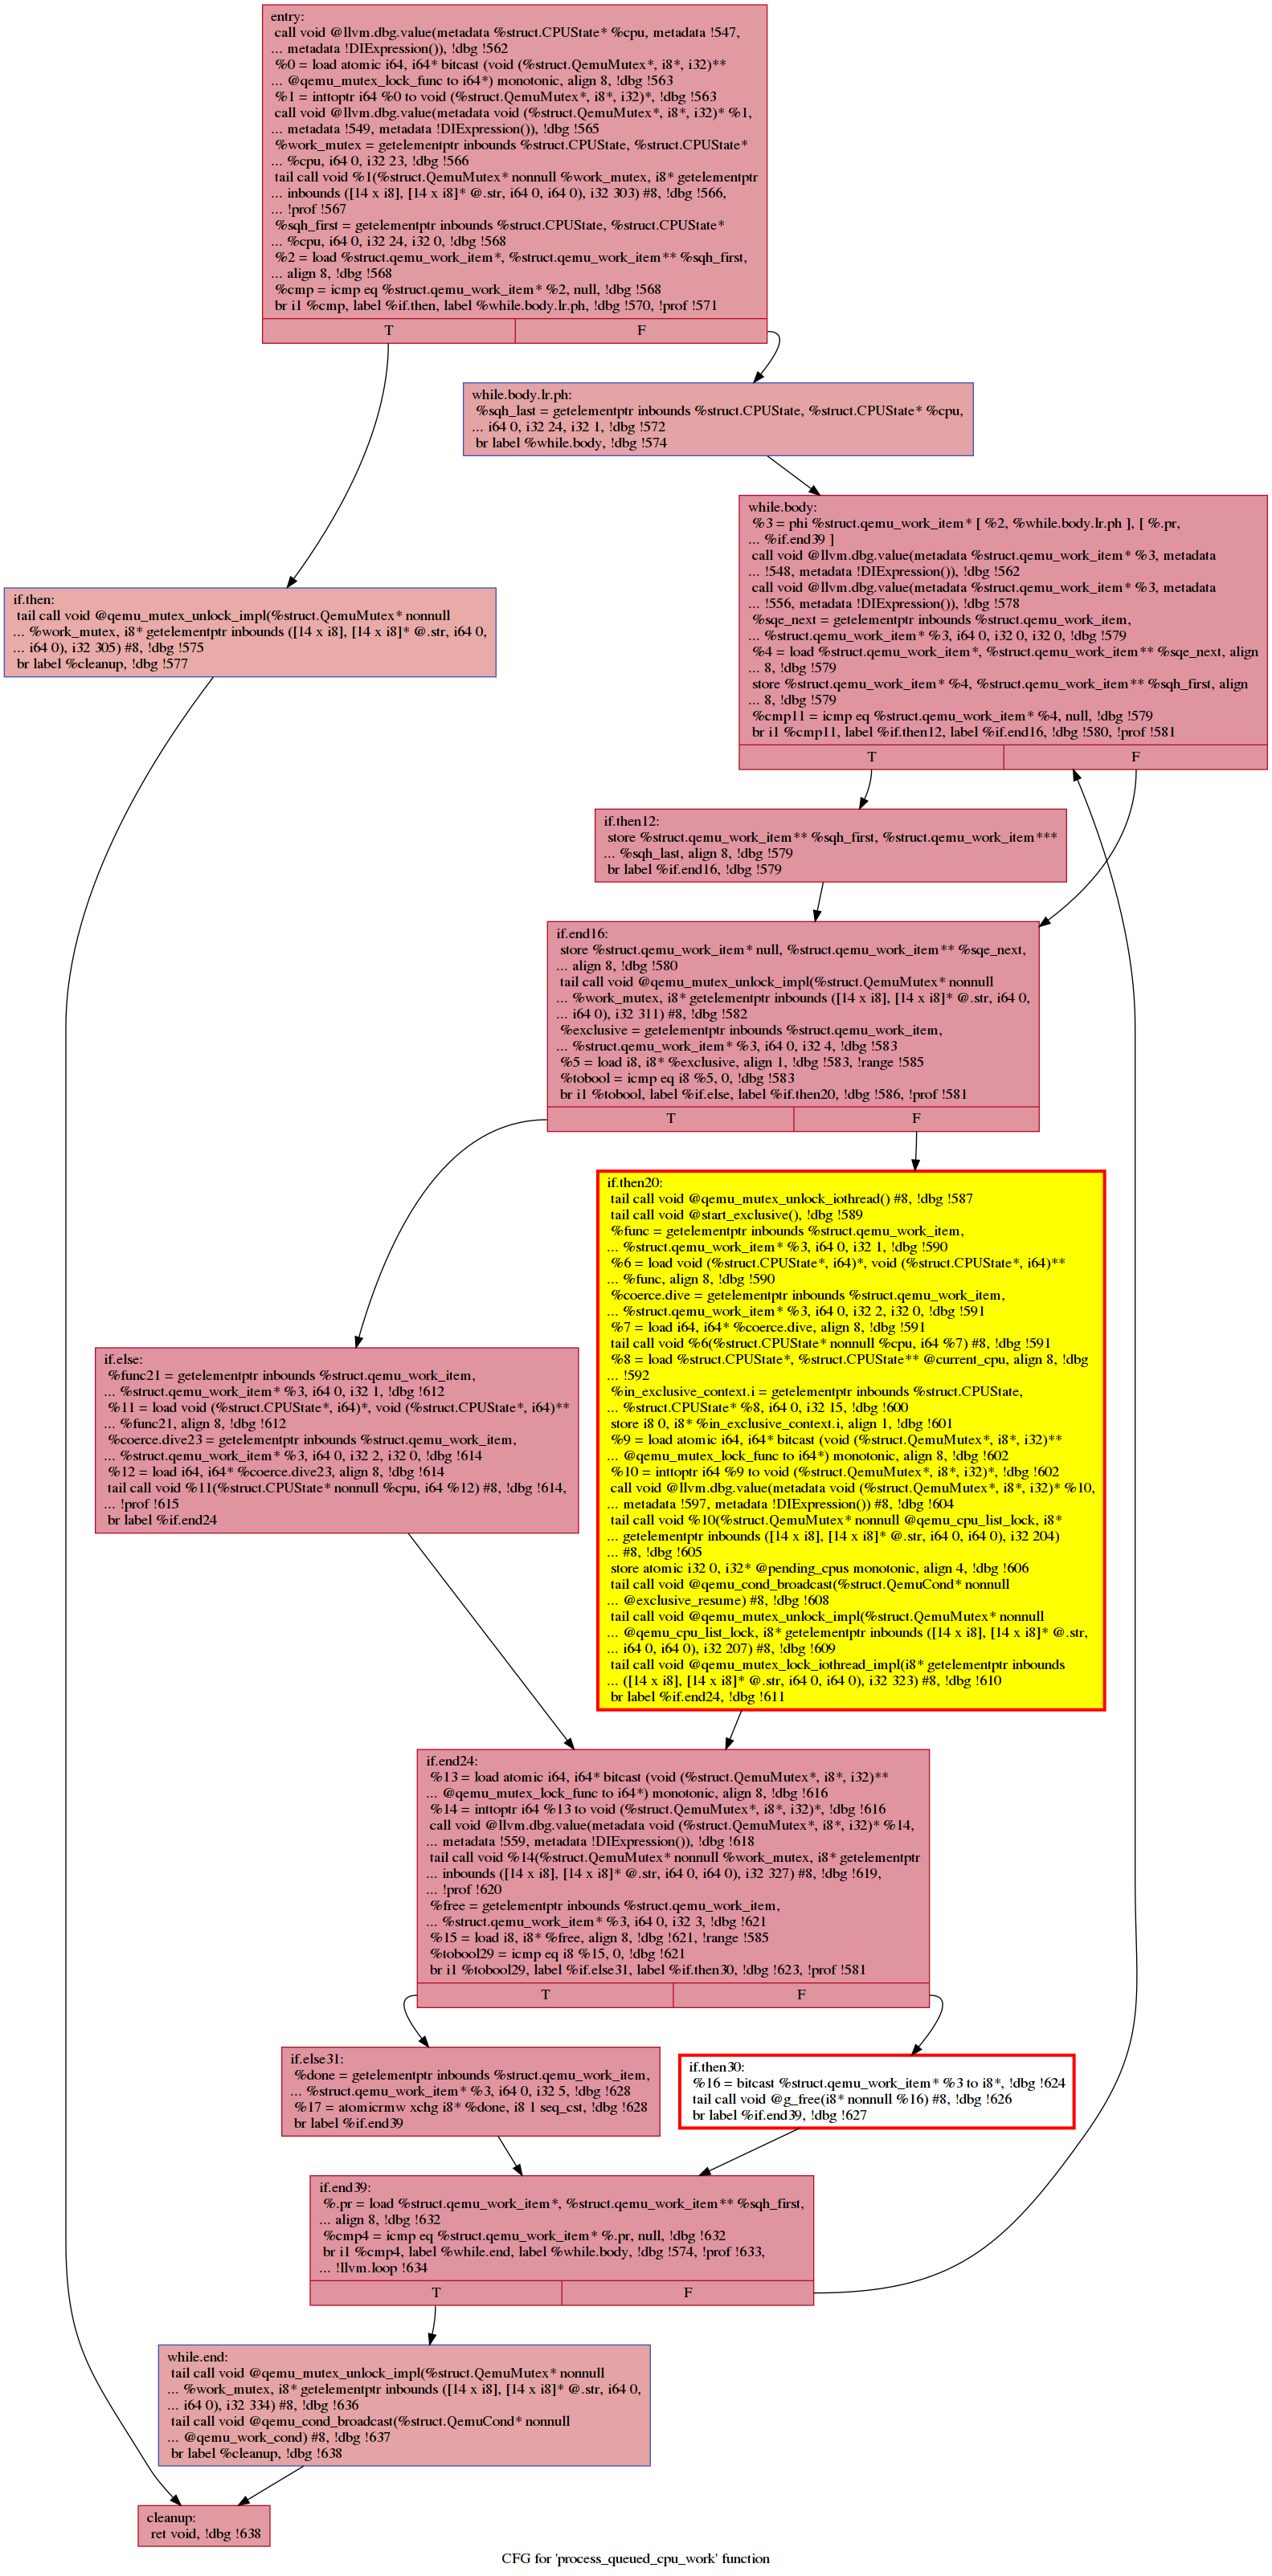 entry:
call void @llvm.dbg.value(metadata %struct.CPUState* %cpu, metadata !547,
... metadata !DIExpression()), !dbg !562
%0 = load atomic i64, i64* bitcast (void (%struct.QemuMutex*, i8*, i32)**
... @qemu_mutex_lock_func to i64*) monotonic, align 8, !dbg !563
%1 = inttoptr i64 %0 to void (%struct.QemuMutex*, i8*, i32)*, !dbg !563
call void @llvm.dbg.value(metadata void (%struct.QemuMutex*, i8*, i32)* %1,
... metadata !549, metadata !DIExpression()), !dbg !565
%work_mutex = getelementptr inbounds %struct.CPUState, %struct.CPUState*
... %cpu, i64 0, i32 23, !dbg !566
tail call void %1(%struct.QemuMutex* nonnull %work_mutex, i8* getelementptr
... inbounds ([14 x i8], [14 x i8]* @.str, i64 0, i64 0), i32 303) #8, !dbg !566,
... !prof !567
%sqh_first = getelementptr inbounds %struct.CPUState, %struct.CPUState*
... %cpu, i64 0, i32 24, i32 0, !dbg !568
%2 = load %struct.qemu_work_item*, %struct.qemu_work_item** %sqh_first,
... align 8, !dbg !568
%cmp = icmp eq %struct.qemu_work_item* %2, null, !dbg !568
br i1 %cmp, label %if.then, label %while.body.lr.ph, !dbg !570, !prof !571
T F
while.body.lr.ph:
%sqh_last = getelementptr inbounds %struct.CPUState, %struct.CPUState* %cpu,
... i64 0, i32 24, i32 1, !dbg !572
br label %while.body, !dbg !574
while.body:
%3 = phi %struct.qemu_work_item* [ %2, %while.body.lr.ph ], [ %.pr,
... %if.end39 ]
call void @llvm.dbg.value(metadata %struct.qemu_work_item* %3, metadata
... !548, metadata !DIExpression()), !dbg !562
call void @llvm.dbg.value(metadata %struct.qemu_work_item* %3, metadata
... !556, metadata !DIExpression()), !dbg !578
%sqe_next = getelementptr inbounds %struct.qemu_work_item,
... %struct.qemu_work_item* %3, i64 0, i32 0, i32 0, !dbg !579
%4 = load %struct.qemu_work_item*, %struct.qemu_work_item** %sqe_next, align
... 8, !dbg !579
store %struct.qemu_work_item* %4, %struct.qemu_work_item** %sqh_first, align
... 8, !dbg !579
%cmp11 = icmp eq %struct.qemu_work_item* %4, null, !dbg !579
br i1 %cmp11, label %if.then12, label %if.end16, !dbg !580, !prof !581
T F
if.then:
tail call void @qemu_mutex_unlock_impl(%struct.QemuMutex* nonnull
... %work_mutex, i8* getelementptr inbounds ([14 x i8], [14 x i8]* @.str, i64 0,
... i64 0), i32 305) #8, !dbg !575
br label %cleanup, !dbg !577
if.then12:
store %struct.qemu_work_item** %sqh_first, %struct.qemu_work_item***
... %sqh_last, align 8, !dbg !579
br label %if.end16, !dbg !579
if.end16:
store %struct.qemu_work_item* null, %struct.qemu_work_item** %sqe_next,
... align 8, !dbg !580
tail call void @qemu_mutex_unlock_impl(%struct.QemuMutex* nonnull
... %work_mutex, i8* getelementptr inbounds ([14 x i8], [14 x i8]* @.str, i64 0,
... i64 0), i32 311) #8, !dbg !582
%exclusive = getelementptr inbounds %struct.qemu_work_item,
... %struct.qemu_work_item* %3, i64 0, i32 4, !dbg !583
%5 = load i8, i8* %exclusive, align 1, !dbg !583, !range !585
%tobool = icmp eq i8 %5, 0, !dbg !583
br i1 %tobool, label %if.else, label %if.then20, !dbg !586, !prof !581
T F
if.then20:
tail call void @qemu_mutex_unlock_iothread() #8, !dbg !587
tail call void @start_exclusive(), !dbg !589
%func = getelementptr inbounds %struct.qemu_work_item,
... %struct.qemu_work_item* %3, i64 0, i32 1, !dbg !590
%6 = load void (%struct.CPUState*, i64)*, void (%struct.CPUState*, i64)**
... %func, align 8, !dbg !590
%coerce.dive = getelementptr inbounds %struct.qemu_work_item,
... %struct.qemu_work_item* %3, i64 0, i32 2, i32 0, !dbg !591
%7 = load i64, i64* %coerce.dive, align 8, !dbg !591
tail call void %6(%struct.CPUState* nonnull %cpu, i64 %7) #8, !dbg !591
%8 = load %struct.CPUState*, %struct.CPUState** @current_cpu, align 8, !dbg
... !592
%in_exclusive_context.i = getelementptr inbounds %struct.CPUState,
... %struct.CPUState* %8, i64 0, i32 15, !dbg !600
store i8 0, i8* %in_exclusive_context.i, align 1, !dbg !601
%9 = load atomic i64, i64* bitcast (void (%struct.QemuMutex*, i8*, i32)**
... @qemu_mutex_lock_func to i64*) monotonic, align 8, !dbg !602
%10 = inttoptr i64 %9 to void (%struct.QemuMutex*, i8*, i32)*, !dbg !602
call void @llvm.dbg.value(metadata void (%struct.QemuMutex*, i8*, i32)* %10,
... metadata !597, metadata !DIExpression()) #8, !dbg !604
tail call void %10(%struct.QemuMutex* nonnull @qemu_cpu_list_lock, i8*
... getelementptr inbounds ([14 x i8], [14 x i8]* @.str, i64 0, i64 0), i32 204)
... #8, !dbg !605
store atomic i32 0, i32* @pending_cpus monotonic, align 4, !dbg !606
tail call void @qemu_cond_broadcast(%struct.QemuCond* nonnull
... @exclusive_resume) #8, !dbg !608
tail call void @qemu_mutex_unlock_impl(%struct.QemuMutex* nonnull
... @qemu_cpu_list_lock, i8* getelementptr inbounds ([14 x i8], [14 x i8]* @.str,
... i64 0, i64 0), i32 207) #8, !dbg !609
tail call void @qemu_mutex_lock_iothread_impl(i8* getelementptr inbounds
... ([14 x i8], [14 x i8]* @.str, i64 0, i64 0), i32 323) #8, !dbg !610
br label %if.end24, !dbg !611
if.else:
%func21 = getelementptr inbounds %struct.qemu_work_item,
... %struct.qemu_work_item* %3, i64 0, i32 1, !dbg !612
%11 = load void (%struct.CPUState*, i64)*, void (%struct.CPUState*, i64)**
... %func21, align 8, !dbg !612
%coerce.dive23 = getelementptr inbounds %struct.qemu_work_item,
... %struct.qemu_work_item* %3, i64 0, i32 2, i32 0, !dbg !614
%12 = load i64, i64* %coerce.dive23, align 8, !dbg !614
tail call void %11(%struct.CPUState* nonnull %cpu, i64 %12) #8, !dbg !614,
... !prof !615
br label %if.end24
if.end24:
%13 = load atomic i64, i64* bitcast (void (%struct.QemuMutex*, i8*, i32)**
... @qemu_mutex_lock_func to i64*) monotonic, align 8, !dbg !616
%14 = inttoptr i64 %13 to void (%struct.QemuMutex*, i8*, i32)*, !dbg !616
call void @llvm.dbg.value(metadata void (%struct.QemuMutex*, i8*, i32)* %14,
... metadata !559, metadata !DIExpression()), !dbg !618
tail call void %14(%struct.QemuMutex* nonnull %work_mutex, i8* getelementptr
... inbounds ([14 x i8], [14 x i8]* @.str, i64 0, i64 0), i32 327) #8, !dbg !619,
... !prof !620
%free = getelementptr inbounds %struct.qemu_work_item,
... %struct.qemu_work_item* %3, i64 0, i32 3, !dbg !621
%15 = load i8, i8* %free, align 8, !dbg !621, !range !585
%tobool29 = icmp eq i8 %15, 0, !dbg !621
br i1 %tobool29, label %if.else31, label %if.then30, !dbg !623, !prof !581
T F
if.else31:
%done = getelementptr inbounds %struct.qemu_work_item,
... %struct.qemu_work_item* %3, i64 0, i32 5, !dbg !628
%17 = atomicrmw xchg i8* %done, i8 1 seq_cst, !dbg !628
br label %if.end39
if.then30:
%16 = bitcast %struct.qemu_work_item* %3 to i8*, !dbg !624
tail call void @g_free(i8* nonnull %16) #8, !dbg !626
br label %if.end39, !dbg !627
if.end39:
%.pr = load %struct.qemu_work_item*, %struct.qemu_work_item** %sqh_first,
... align 8, !dbg !632
%cmp4 = icmp eq %struct.qemu_work_item* %.pr, null, !dbg !632
br i1 %cmp4, label %while.end, label %while.body, !dbg !574, !prof !633,
... !llvm.loop !634
T F
while.end:
tail call void @qemu_mutex_unlock_impl(%struct.QemuMutex* nonnull
... %work_mutex, i8* getelementptr inbounds ([14 x i8], [14 x i8]* @.str, i64 0,
... i64 0), i32 334) #8, !dbg !636
tail call void @qemu_cond_broadcast(%struct.QemuCond* nonnull
... @qemu_work_cond) #8, !dbg !637
br label %cleanup, !dbg !638
cleanup:
ret void, !dbg !638
CFG for 'process_queued_cpu_work' function